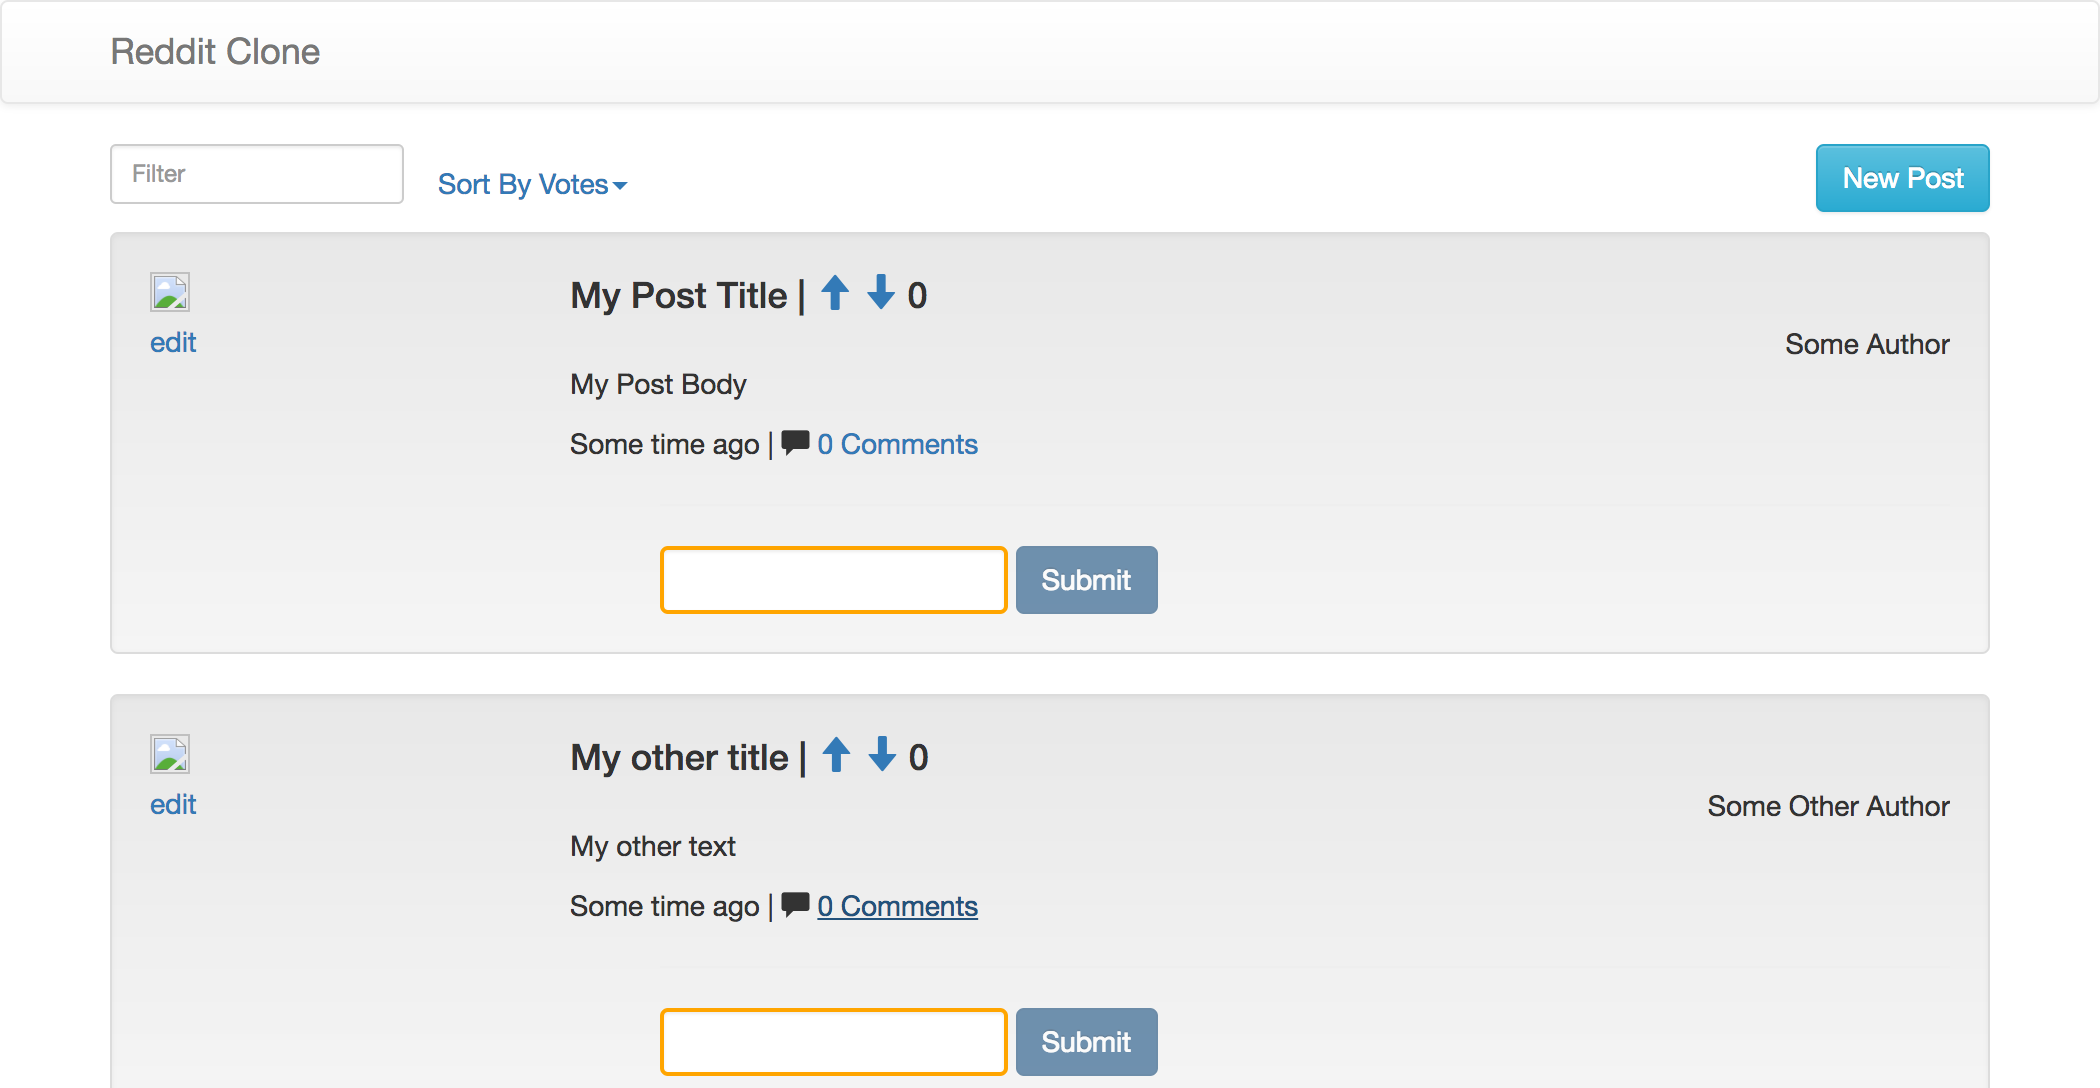 Reddit Clone
Filter
Sort By Votes
New Post
My Post Title | 0
edit
Some Author
My Post Body
Some time ago | 0 Comments
Submit
My other title | 0
edit
Some Other Author
My other text
Some time ago | 0 Comments
Submit